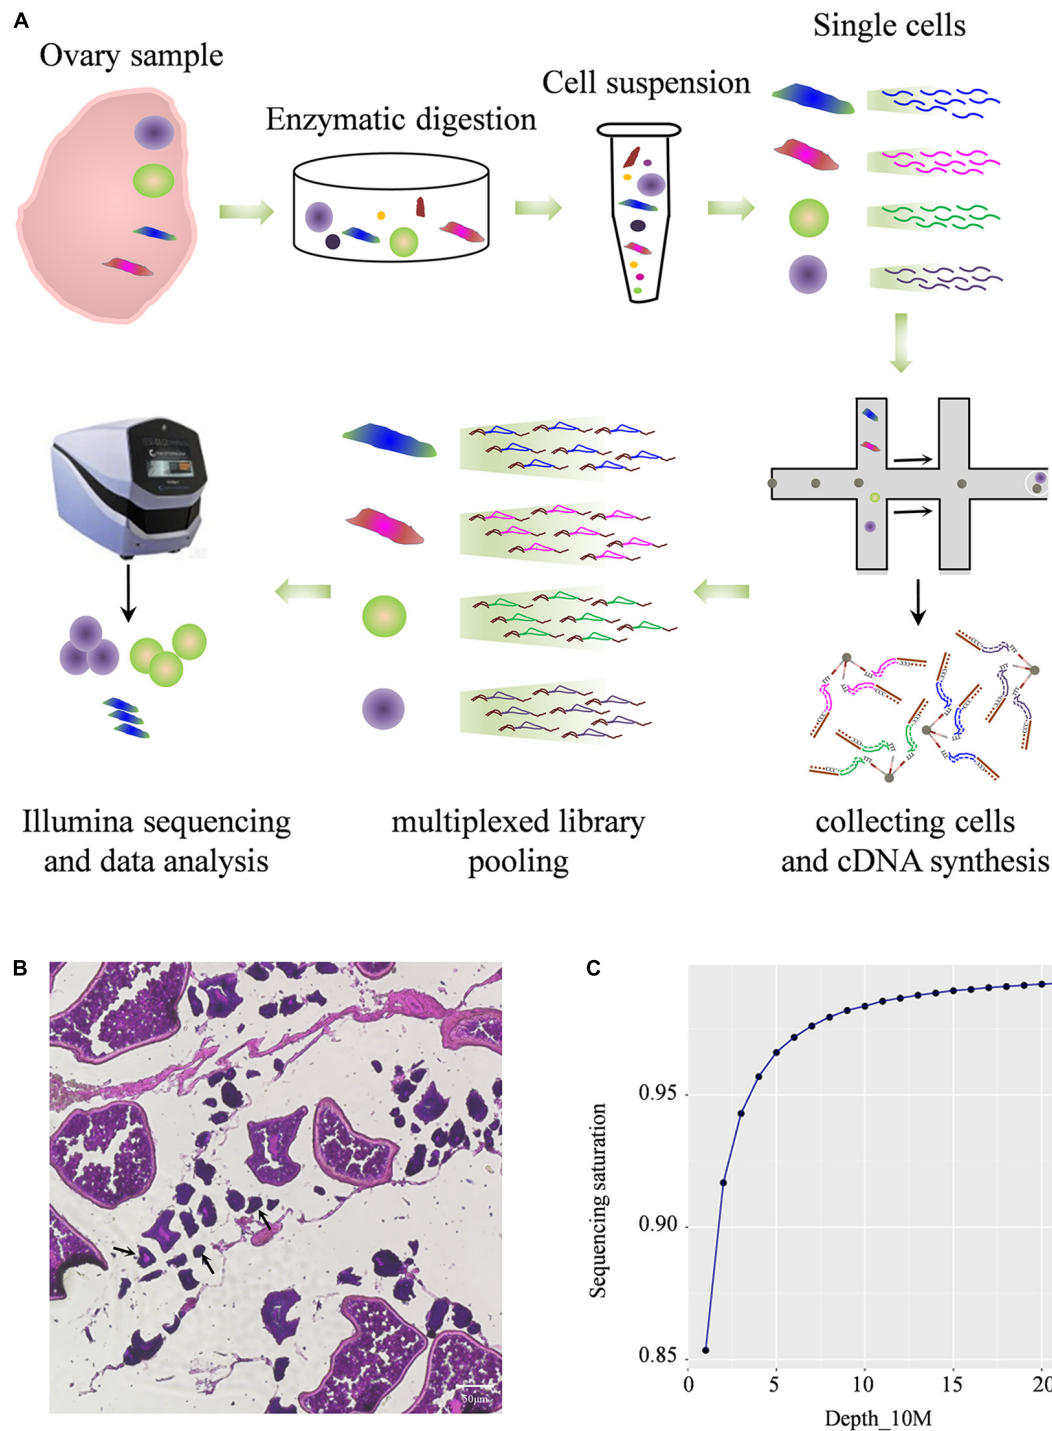 A
Ovary sample
Enzymatic digestion
Cell suspension
Single cells
Illumina sequencing
and data analysis
multiplexed library
pooling
collecting cells
and cDNA synthesis
B
50μm
C
Sequencing saturation
0.95
0.90
0.85
0 5 10 15 20
Depth_10M